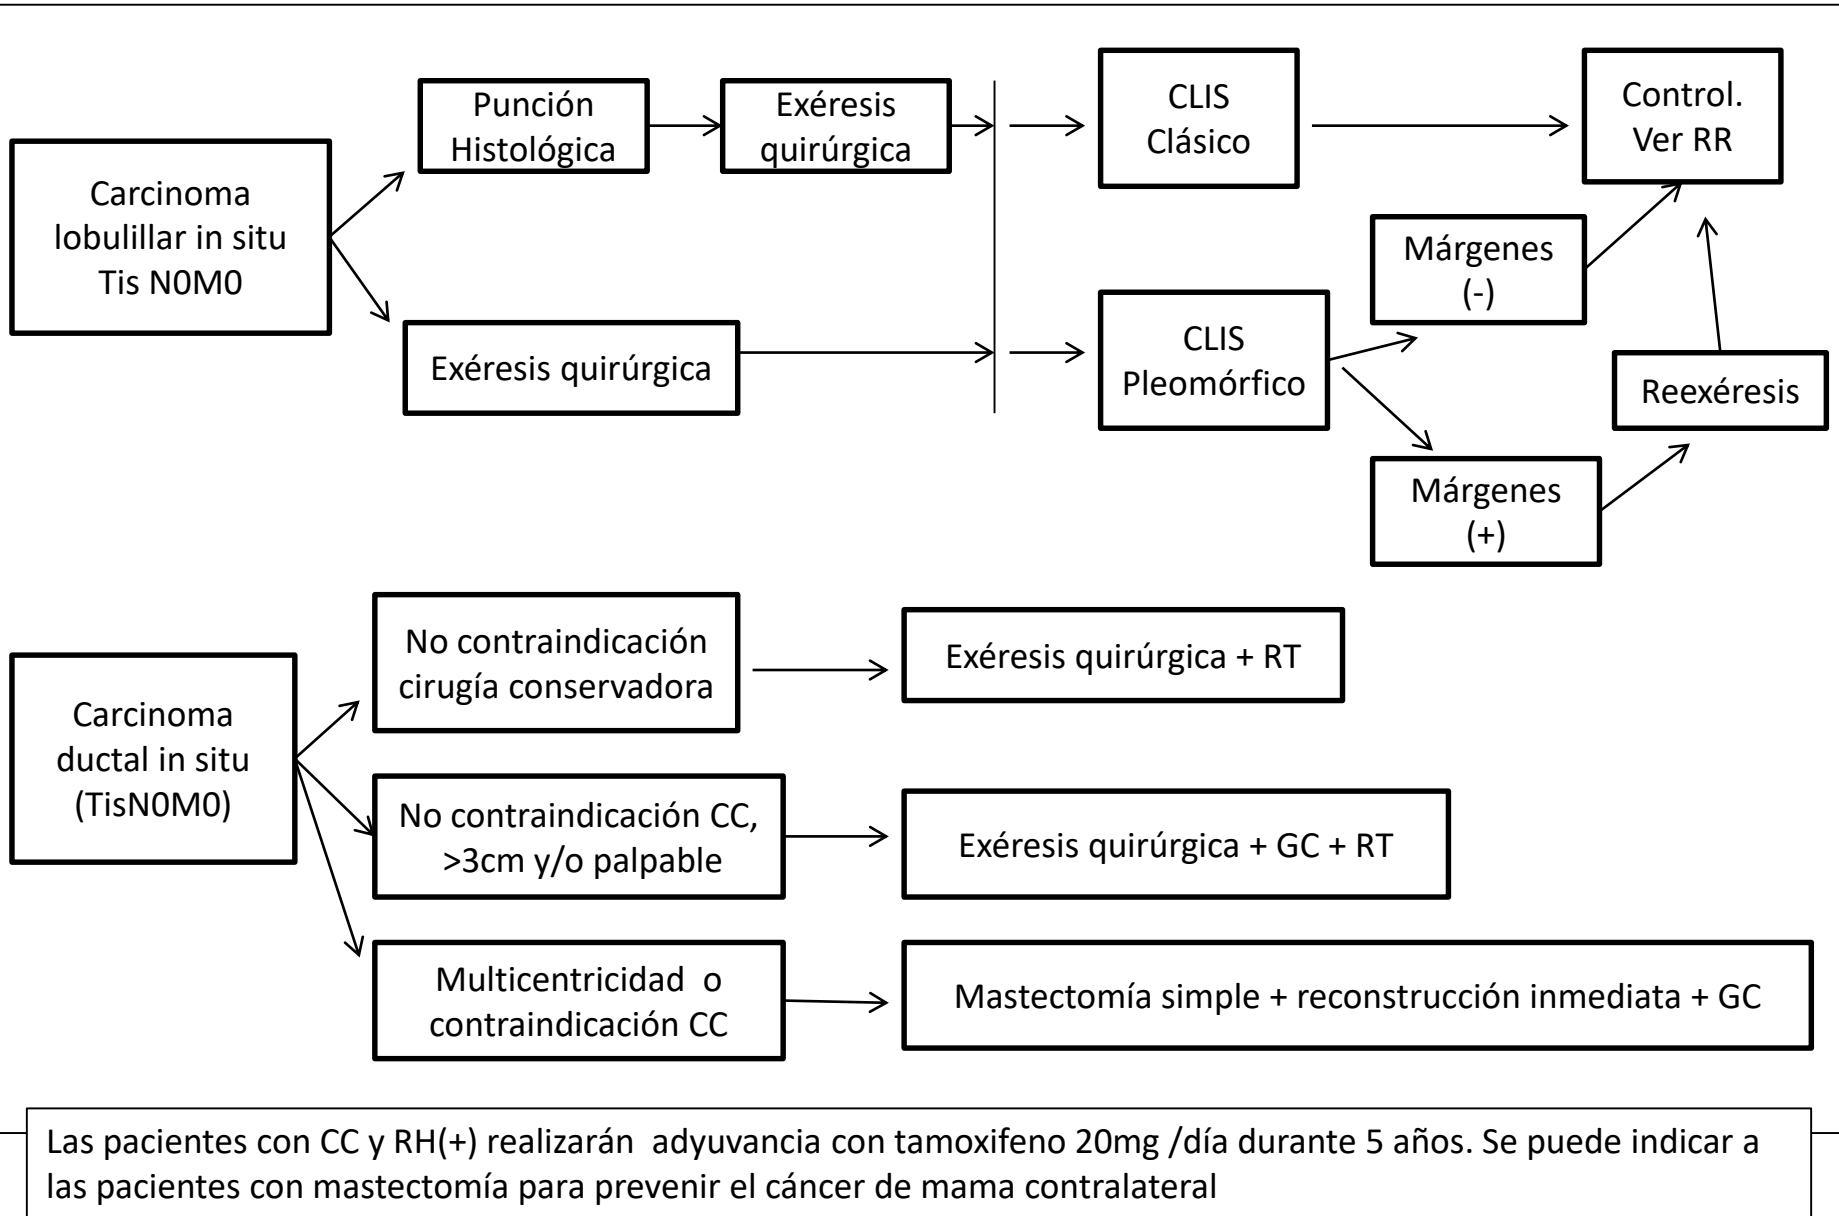 Carcinoma
lobulillar in situ
Tis N0M0
Punción
Histológica
Exéresis
quirúrgica
Exéresis quirúrgica
CLIS
Clásico
CLIS
Pleomórfico
Márgenes
(-)
Márgenes
(+)
Reexéresis
Control.
Ver RR
Carcinoma
ductal in situ
(TisN0M0)
No contraindicación
cirugía conservadora
Exéresis quirúrgica + RT
No contraindicación CC,
>3cm y/o palpable
Exéresis quirúrgica + GC + RT
Multicentricidad o
contraindicación CC
Mastectomía simple + reconstrucción inmediata + GC
Las pacientes con CC y RH(+) realizarán adyuvancia con tamoxifeno 20mg /día durante 5 años. Se puede indicar a
las pacientes con mastectomía para prevenir el cáncer de mama contralateral